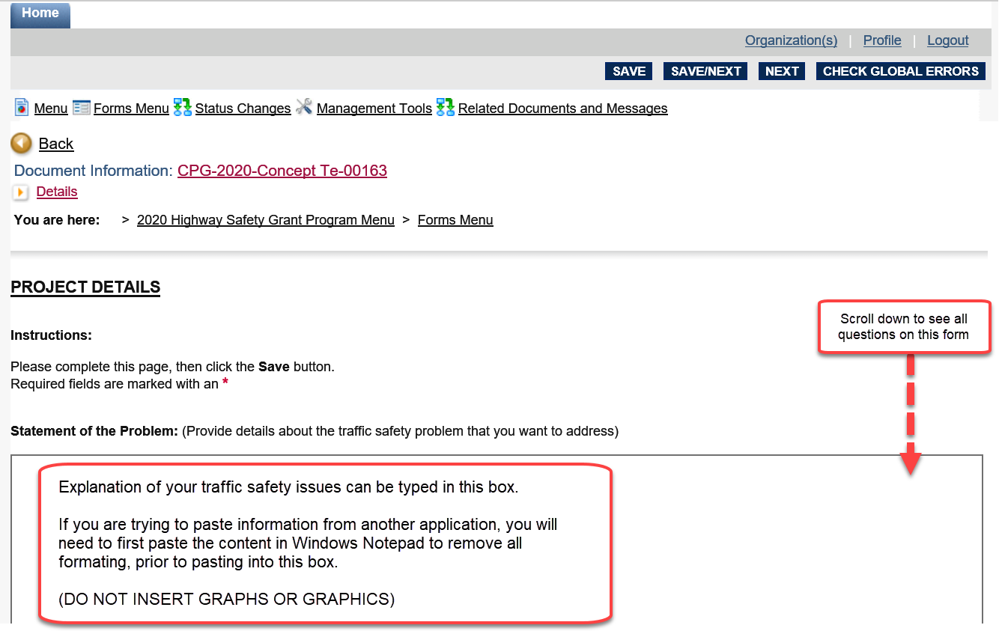 Home
Organization(s) | Profile | Logout
SAVE SAVE/NEXT NEXT CHECK GLOBAL ERRORS
Menu Forms Menu Status Changes Management Tools Related Documents and Messages
Back
Document Information: CPG-2020-Concept Te-00163
Details
You are here: > 2020 Highway Safety Grant Program Menu > Forms Menu
PROJECT DETAILS
Scroll down to see all
questions on this form
Instructions:
Please complete this page, then click the Save button.
Required fields are marked with an *
Statement of the Problem: (Provide details about the traffic safety problem that you want to address)
Explanation of your traffic safety issues can be typed in this box.
If you are trying to paste information from another application, you will
need to first paste the content in Windows Notepad to remove all
formating, prior to pasting into this box.
(DO NOT INSERT GRAPHS OR GRAPHICS)